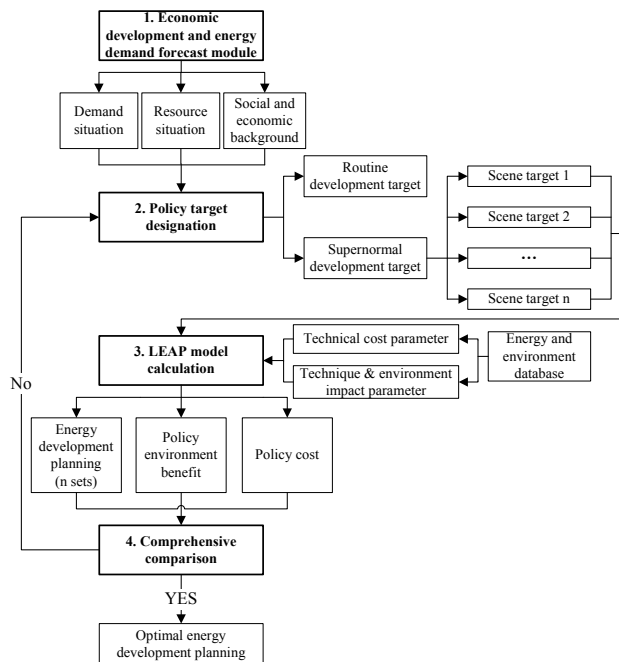 1. Economic
development and energy
demand forecast module
Demand
situation
Resource
situation
Social and
economic
background
Routine
development target
Scene target 1
2. Policy target
designation
Scene target 2
Supernormal
development target
...
Scene target n
3. LEAP model
calculation
Technical cost parameter
Technique & environment
impact parameter
Energy and
environment
database
No
Energy
development
planning
(n sets)
Policy
environment
benefit
Policy cost
4. Comprehensive
comparison
YES
Optimal energy
development planning